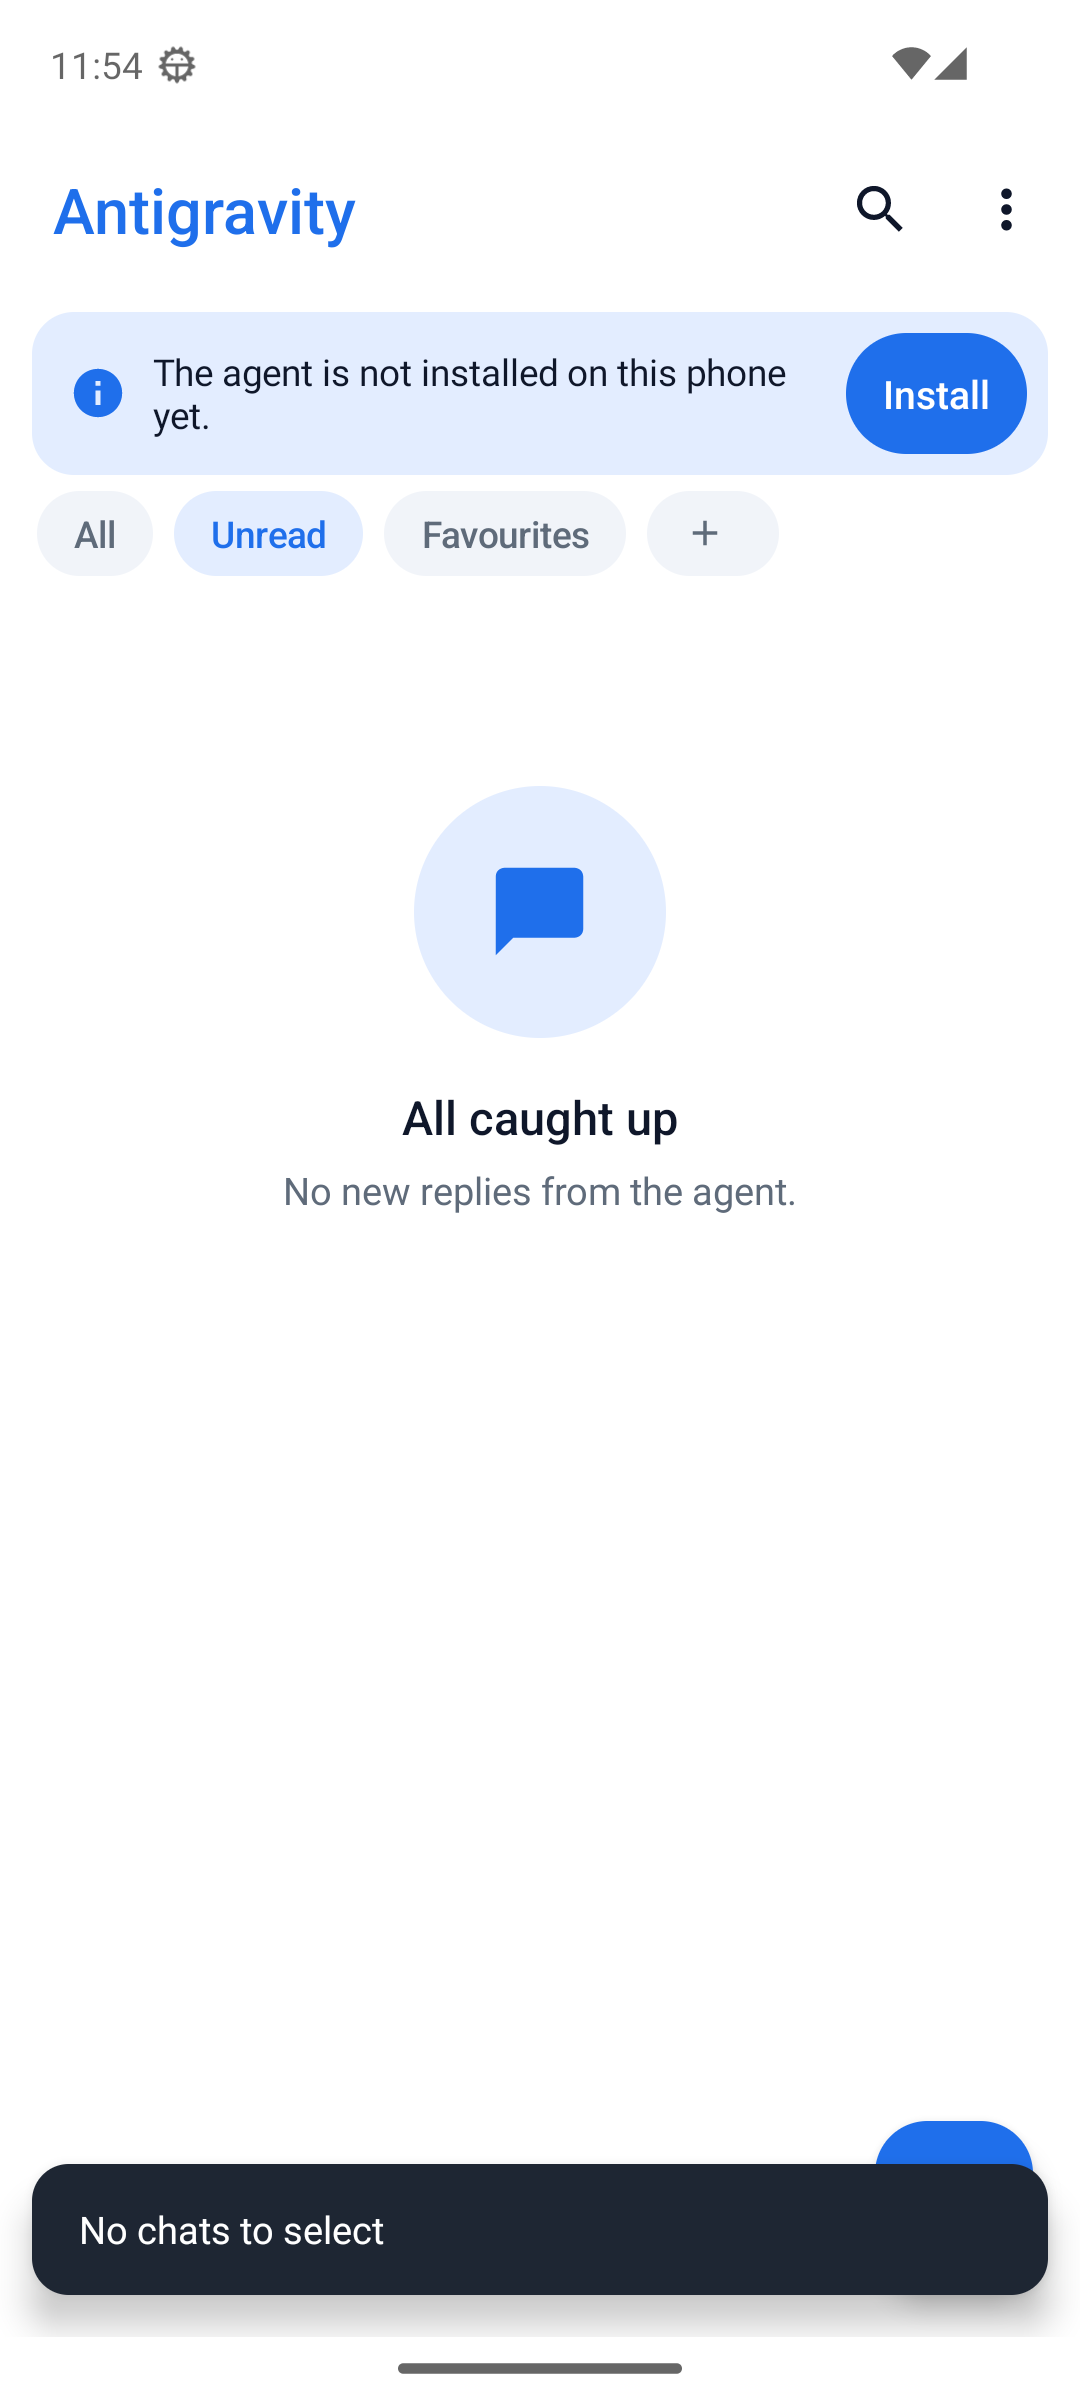 11:54
Antigravity
The agent is not installed on this phone
yet.
Install
All
Unread
Favourites
+
All caught up
No new replies from the agent.
No chats to select